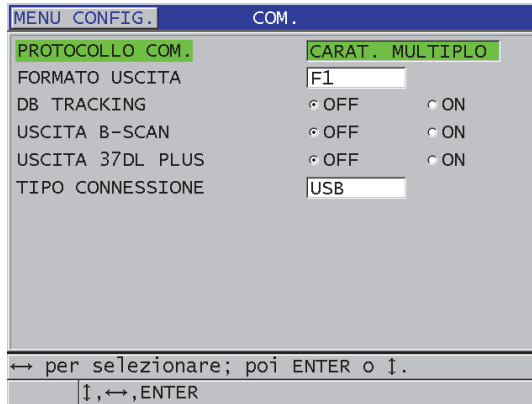 MENU CONFIG. COM.
PROTOCOLLO COM. CARAT. MULTIPLO
FORMATO USCITA F1
DB TRACKING OFF ON
USCITA B-SCAN OFF ON
USCITA 37DL PLUS OFF ON
TIPO CONNESSIONE USB
↔ per selezionare; poi ENTER o ↕.
↕,↔,ENTER